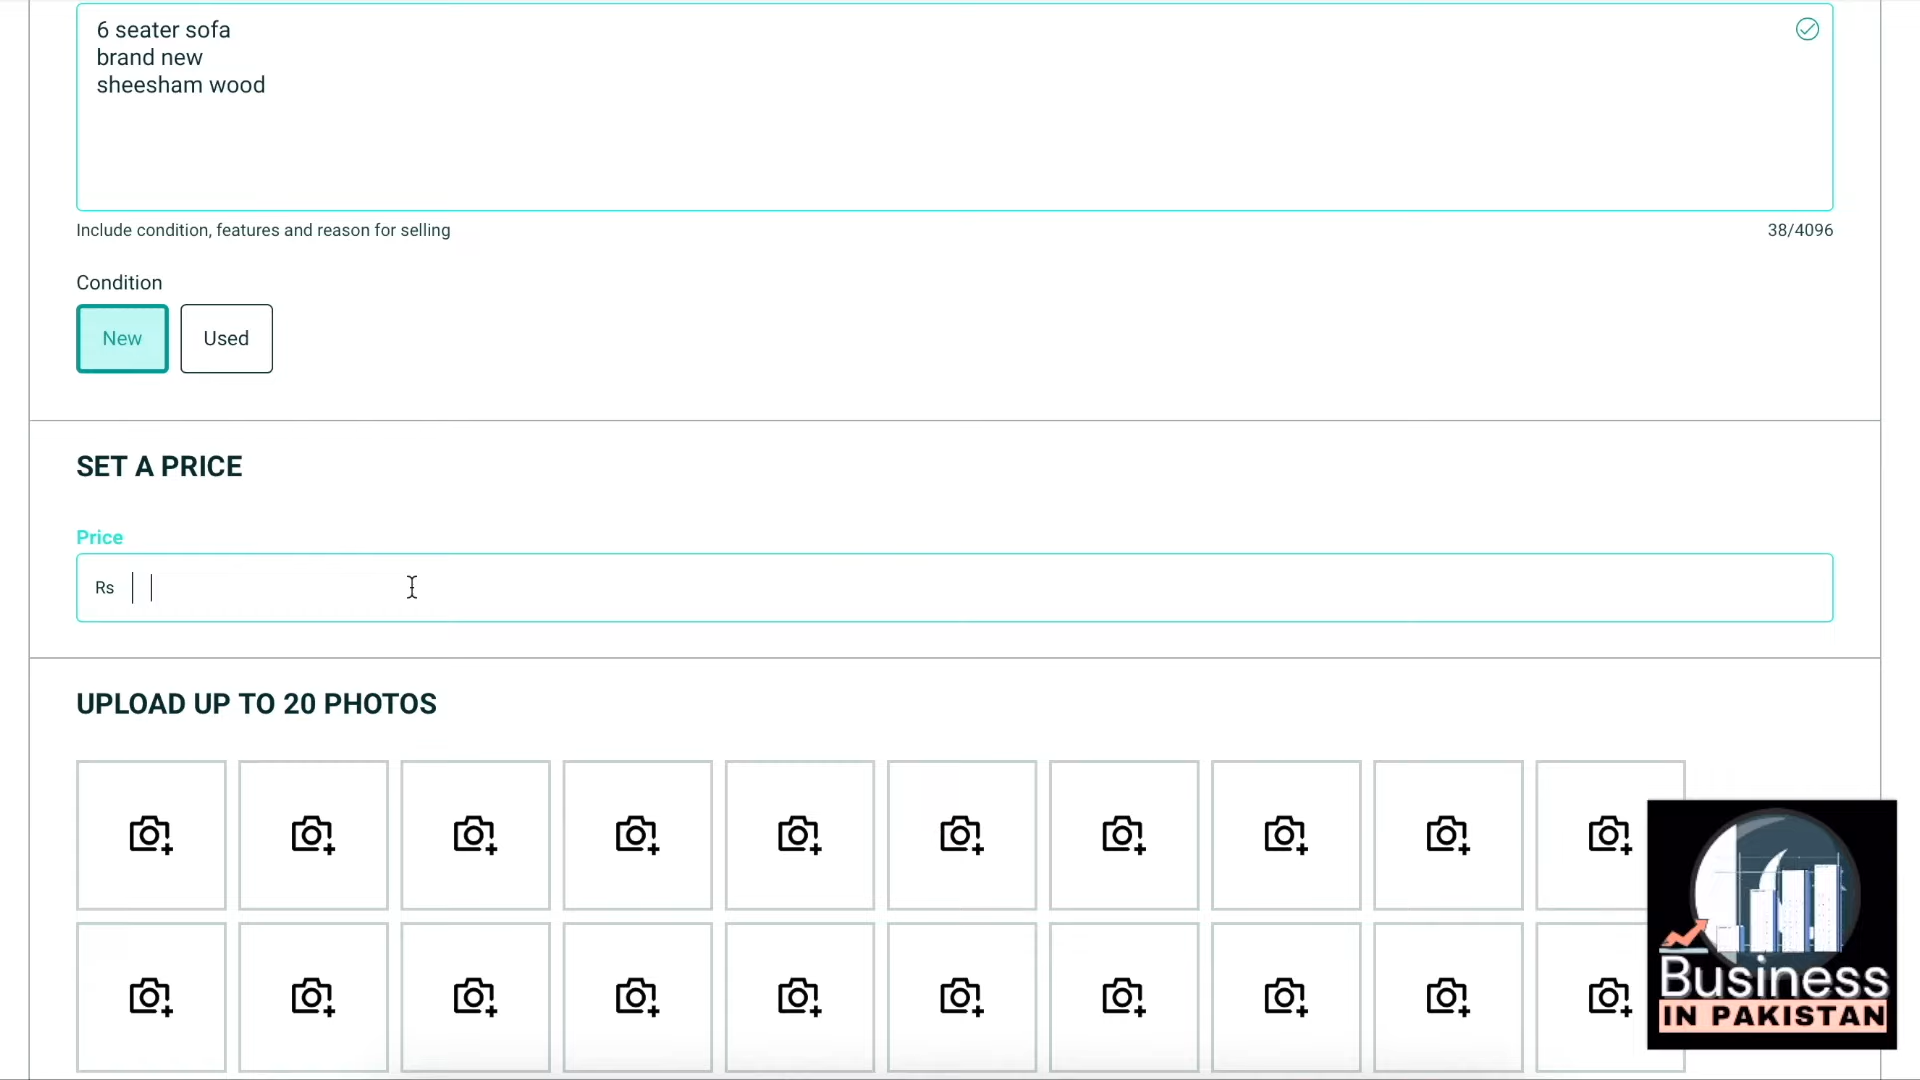 6 seater sofa
brand new
sheesham wood
Include condition, features and reason for selling
38/4096
Condition
New
Used
SET A PRICE
Price
Rs
UPLOAD UP TO 20 PHOTOS
Business
IN PAKISTAN